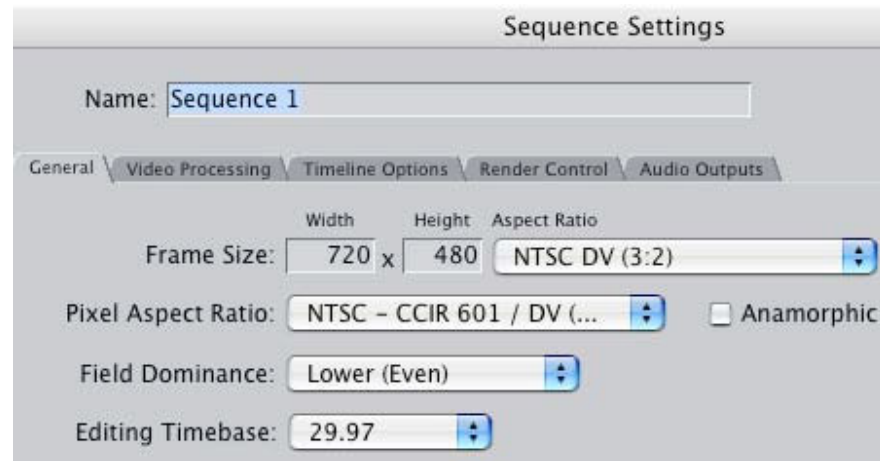 Sequence Settings
Name: Sequence 1
General Video Processing Timeline Options Render Control Audio Outputs
Width Height Aspect Ratio
Frame Size: 720 x 480 NTSC DV (3:2)
Pixel Aspect Ratio: NTSC – CCIR 601 / DV (... Anamorphic
Field Dominance: Lower (Even)
Editing Timebase: 29.97